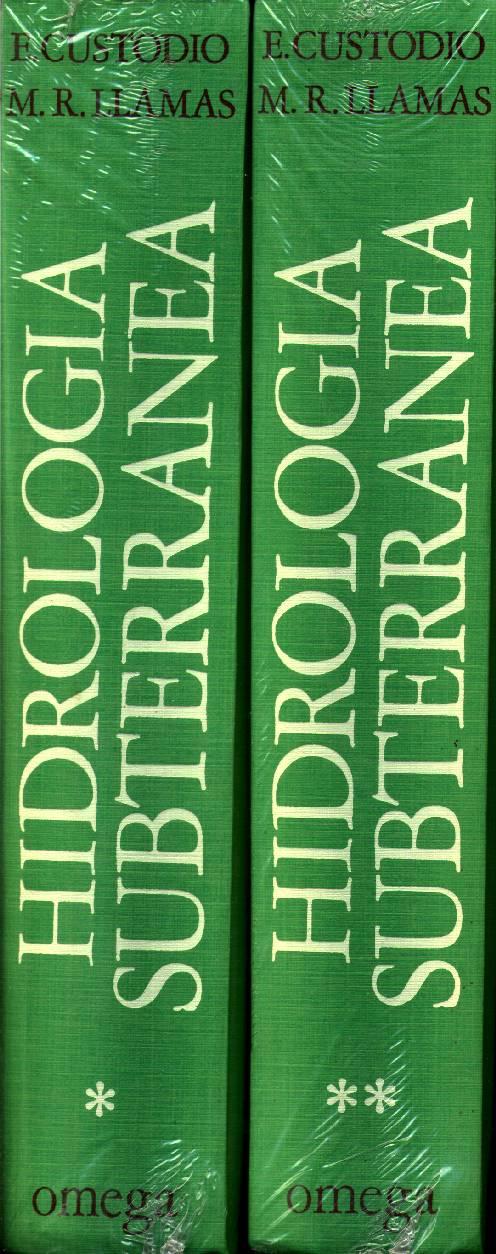 E.CUSTODIO
M. R. LLAMAS
HIDROLOGIA
SUBTERRANEA
*
omega
E.CUSTODIO
M. R. LLAMAS
HIDROLOGIA
SUBTERRANEA
**
omega